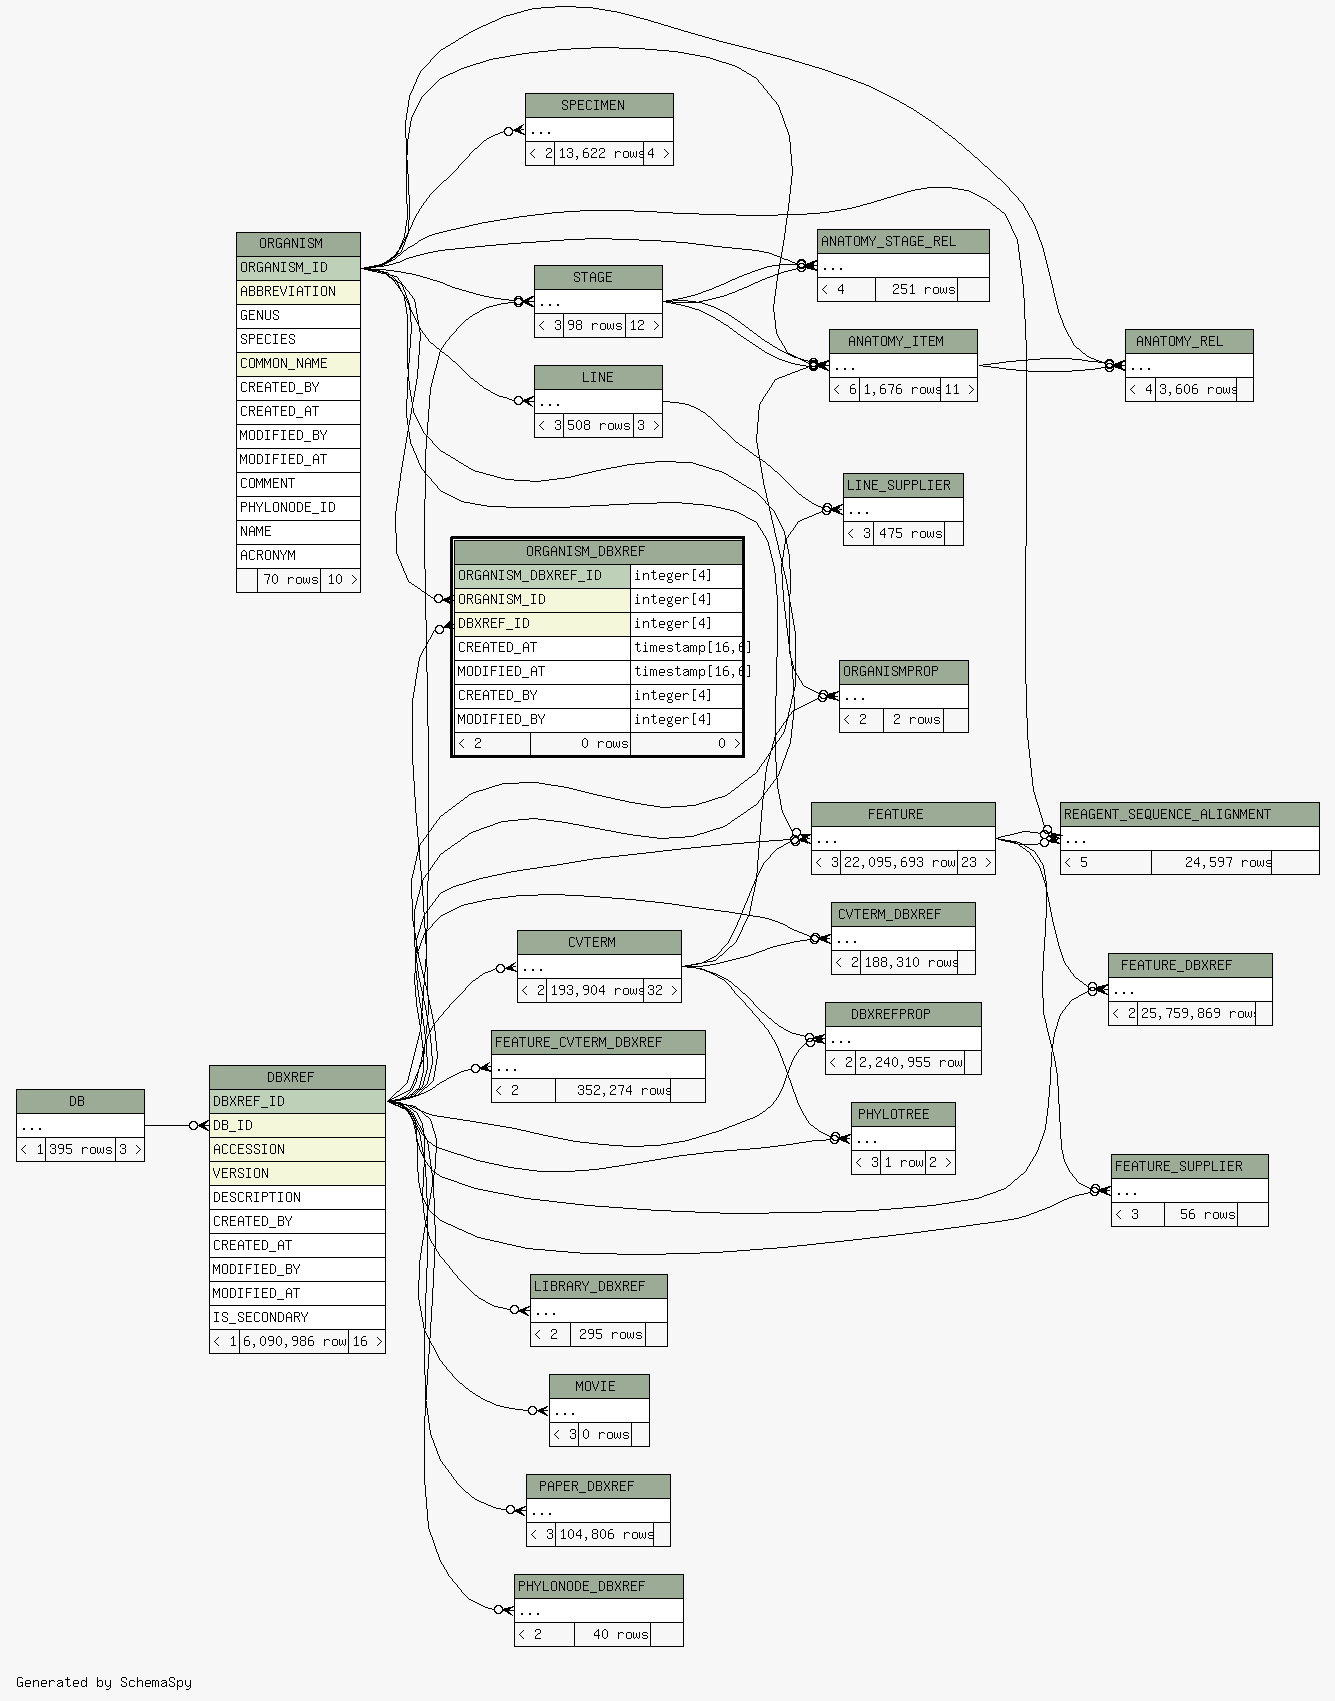 SPECIMEN
...
< 2 13,622 rows 4 >
ORGANISM
ORGANISM_ID
ABBREVIATION
GENUS
SPECIES
COMMON_NAME
CREATED_BY
CREATED_AT
MODIFIED_BY
MODIFIED_AT
COMMENT
PHYLONODE_ID
NAME
ACRONYM
70 rows 10 >
STAGE
...
< 3 98 rows 12 >
ANATOMY_STAGE_REL
...
< 4 251 rows
ANATOMY_ITEM
...
< 6 1,676 rows 11 >
ANATOMY_REL
...
< 4 3,606 rows
LINE
...
< 3 508 rows 3 >
LINE_SUPPLIER
...
< 3 475 rows
ORGANISM_DBXREF
ORGANISM_DBXREF_ID integer[4]
ORGANISM_ID integer[4]
DBXREF_ID integer[4]
CREATED_AT timestamp[16,6]
MODIFIED_AT timestamp[16,6]
CREATED_BY integer[4]
MODIFIED_BY integer[4]
< 2 0 rows 0 >
ORGANISMPROP
...
< 2 2 rows
FEATURE
...
< 3 22,095,693 row 23 >
REAGENT_SEQUENCE_ALIGNMENT
...
< 5 24,597 rows
CVTERM_DBXREF
...
< 2 188,310 rows
CVTERM
...
< 2 193,904 rows 32 >
FEATURE_DBXREF
...
< 2 25,759,869 rows
DBXREFPROP
...
< 2 2,240,955 row
FEATURE_CVTERM_DBXREF
...
< 2 352,274 rows
PHYLOTREE
...
< 3 1 row 2 >
FEATURE_SUPPLIER
...
< 3 56 rows
DB
...
< 1 395 rows 3 >
DBXREF
DBXREF_ID
DB_ID
ACCESSION
VERSION
DESCRIPTION
CREATED_BY
CREATED_AT
MODIFIED_BY
MODIFIED_AT
IS_SECONDARY
< 1 6,090,986 row 16 >
LIBRARY_DBXREF
...
< 2 295 rows
MOVIE
...
< 3 0 rows
PAPER_DBXREF
...
< 3 104,806 rows
PHYLONODE_DBXREF
...
< 2 40 rows
Generated by SchemaSpy